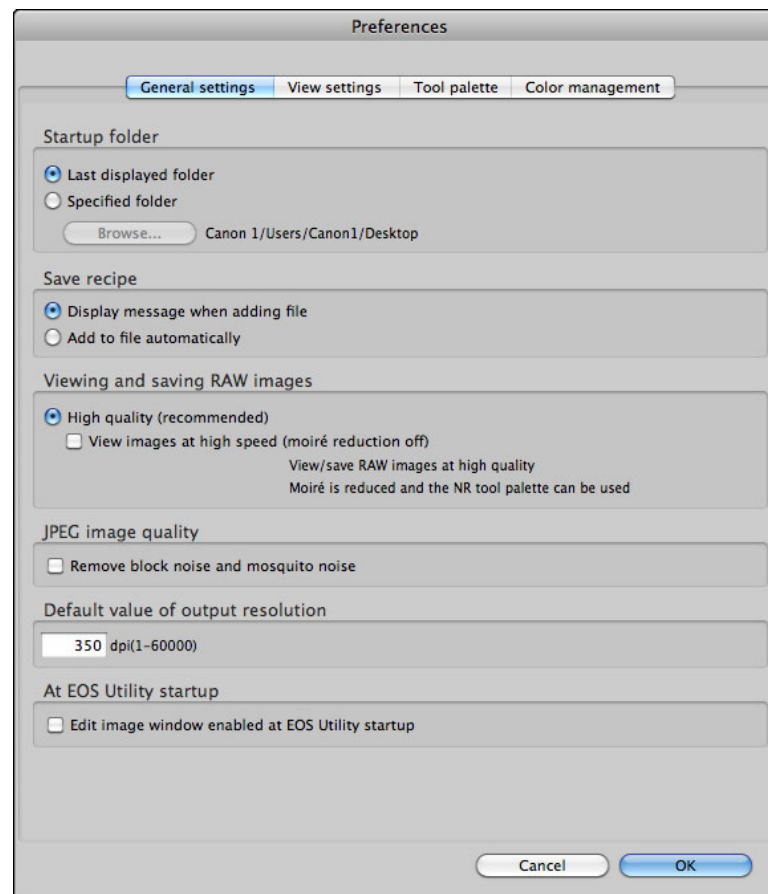 Preferences
General settings View settings Tool palette Color management
Startup folder
Last displayed folder
Specified folder
Browse... Canon 1/Users/Canon1/Desktop
Save recipe
Display message when adding file
Add to file automatically
Viewing and saving RAW images
High quality (recommended)
View images at high speed (moiré reduction off)
View/save RAW images at high quality
Moiré is reduced and the NR tool palette can be used
JPEG image quality
Remove block noise and mosquito noise
Default value of output resolution
350 dpi(1-60000)
At EOS Utility startup
Edit image window enabled at EOS Utility startup
Cancel OK